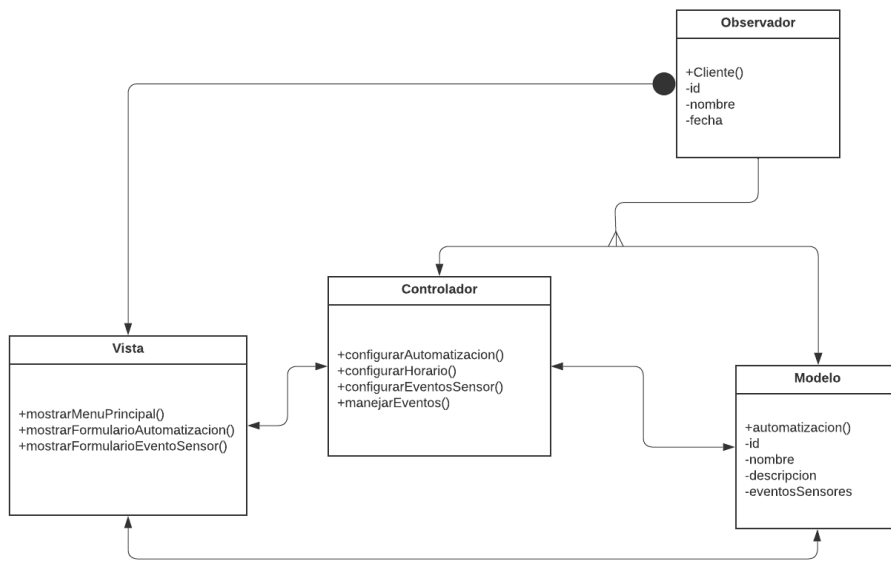 Observador
+Cliente()
-id
-nombre
-fecha
Controlador
+configurarAutomatizacion()
+configurarHorario()
+configurarEventosSensor()
+manejarEventos()
Vista
+mostrarMenuPrincipal()
+mostrarFormularioAutomatizacion()
+mostrarFormularioEventoSensor()
Modelo
+automatizacion()
-id
-nombre
-descripcion
-eventosSensores